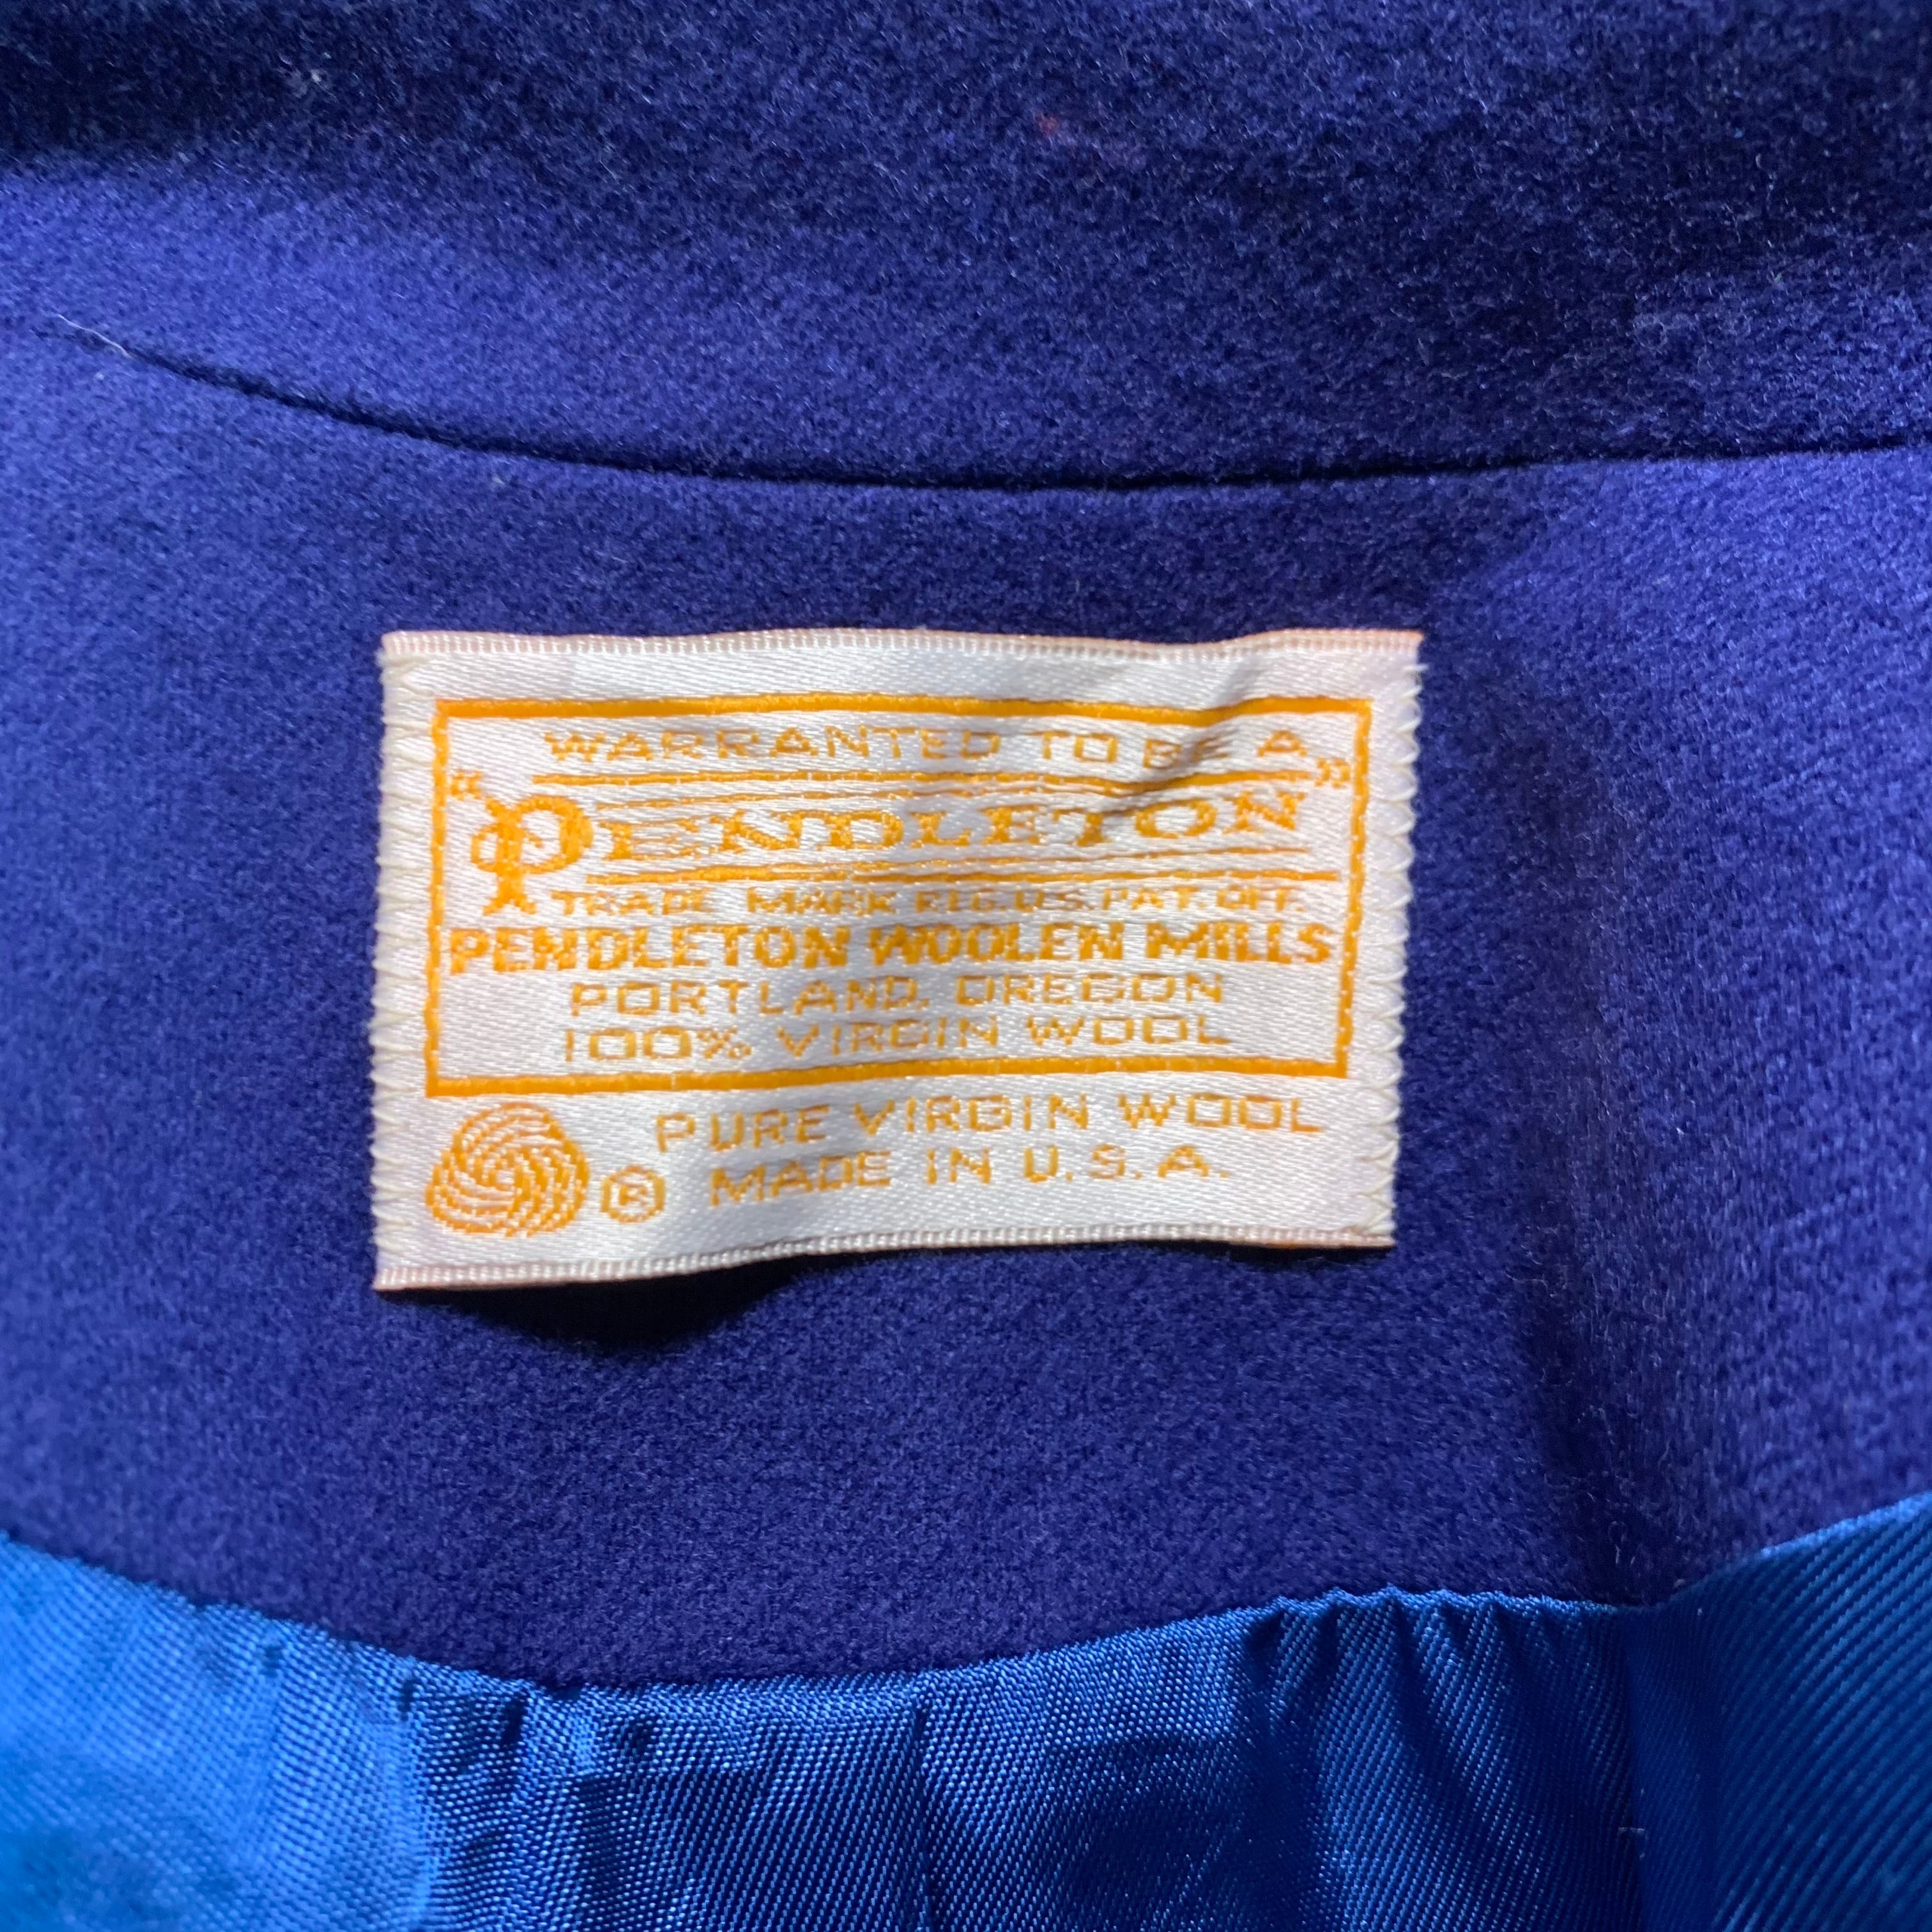 WARRANTED TO BE A
"PENDLETON"
TRADE MARK REG. U.S. PAT. OFF.
PENDLETON WOOLEN MILLS
PORTLAND, OREGON
100% VIRGIN WOOL
PURE VIRGIN WOOL
® MADE IN U.S.A.